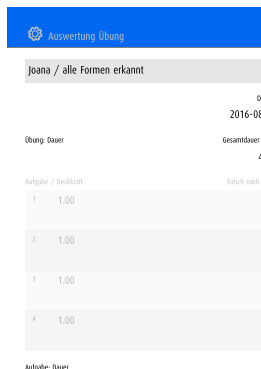 Auswertung Übung
Joana / alle Formen erkannt
D
2016-08
Übung: Dauer Gesamtdauer
4
Aufgabe / Deckkraft Falsch nach
1 1.00
2 1.00
3 1.00
4 1.00
Aufgabe: Dauer